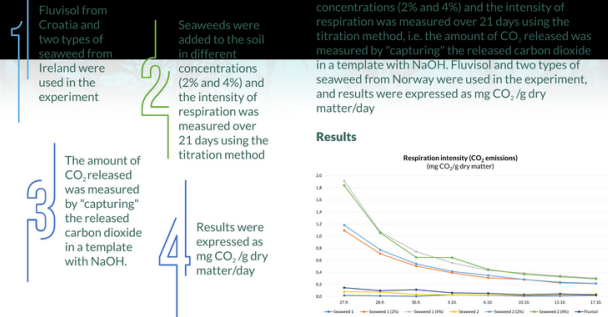 1
Fluvisol from
Croatia and
two types of
seaweed from
Ireland were
used in the
experiment
2
Seaweeds were
added to the soil
in different
concentrations
(2% and 4%) and
the intensity of
respiration was
measured over
21 days using the
titration method
3
The amount of
CO₂ released
was measured
by "capturing"
the released
carbon dioxide
in a template
with NaOH.
4
Results were
expressed as
mg CO₂ /g dry
matter/day
concentrations (2% and 4%) and the intensity of
respiration was measured over 21 days using the
titration method, i.e. the amount of CO₂ released was
measured by "capturing" the released carbon dioxide
in a template with NaOH. Fluvisol and two types of
seaweed from Norway were used in the experiment,
and results were expressed as mg CO₂ /g dry
matter/day
Results
Respiration intensity (CO₂ emissions)
(mg CO₂/g dry matter)
2,0
1,8
1,6
1,4
1,2
1,0
0,8
0,6
0,4
0,2
0,0
27.9. 28.9. 30.9. 3.10. 6.10. 10.10. 13.10. 17.10.
Seaweed 1 Seaweed 1 (2%) Seaweed 1 (4%) Seaweed 2 Seaweed 2 (2%) Seaweed 2 (4%) Fluvisol